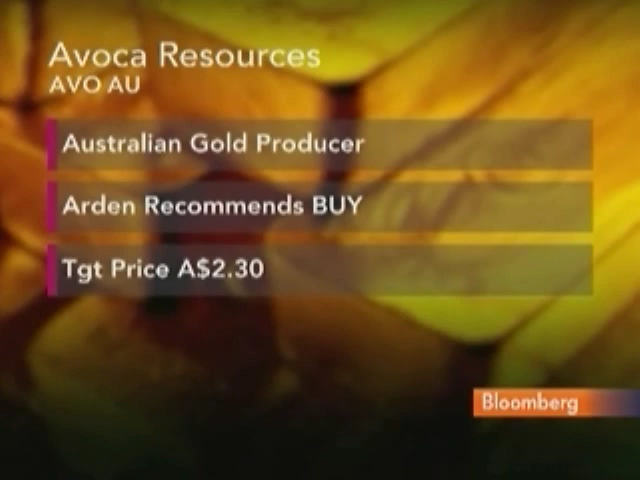 Avoca Resources
AVO AU
Australian Gold Producer
Arden Recommends BUY
Tgt Price A$2.30
Bloomberg